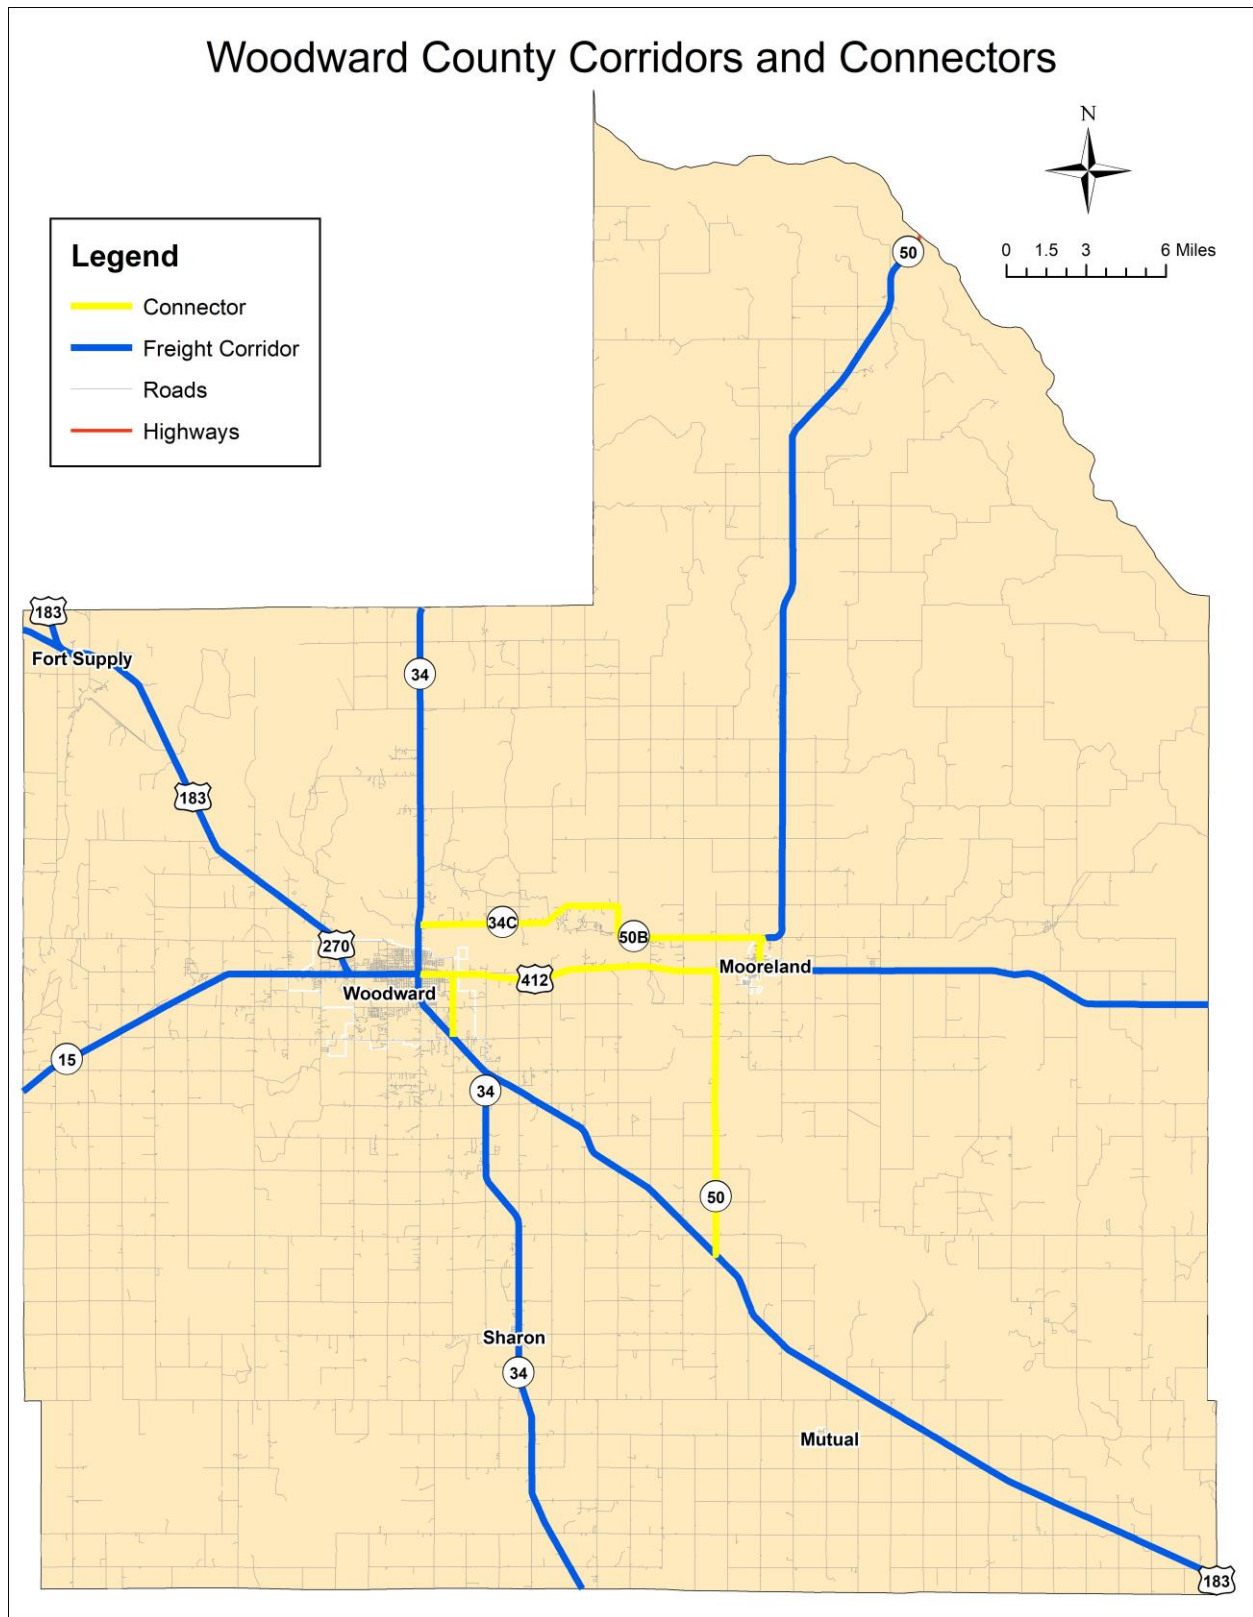 Woodward County Corridors and Connectors
N
0 1.5 3 6 Miles
Legend
Connector
Freight Corridor
Roads
Highways
50
183
Fort Supply
34
183
34C
50B
270
Mooreland
412
Woodward
15
34
50
Sharon
34
Mutual
183